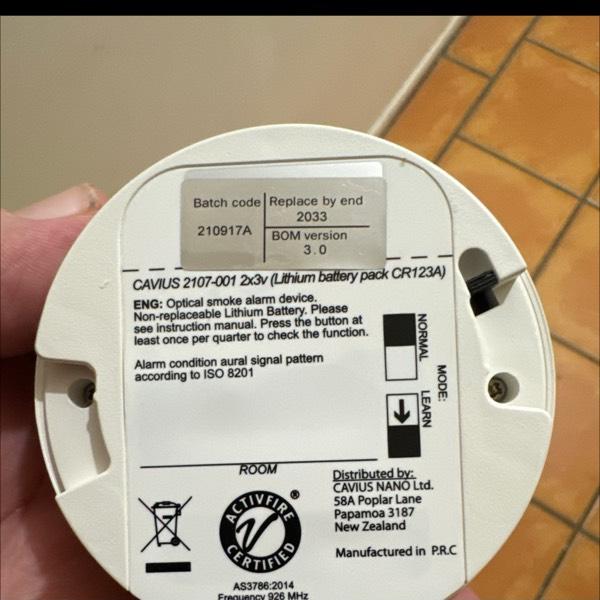 Batch code
210917A
Replace by end
2033
BOM version
3.0
CAVIUS 2107-001 2x3v (Lithium battery pack CR123A)
ENG: Optical smoke alarm device.
Non-replaceable Lithium Battery. Please
see instruction manual. Press the button at
least once per quarter to check the function.
Alarm condition aural signal pattern
according to ISO 8201
MODE:
NORMAL
LEARN
ROOM
ACTIVFIRE
®
CERTIFIED
AS3786:2014
Frequency 926 MHz
Distributed by:
CAVIUS NANO Ltd.
58A Poplar Lane
Papamoa 3187
New Zealand
Manufactured in P.R.C